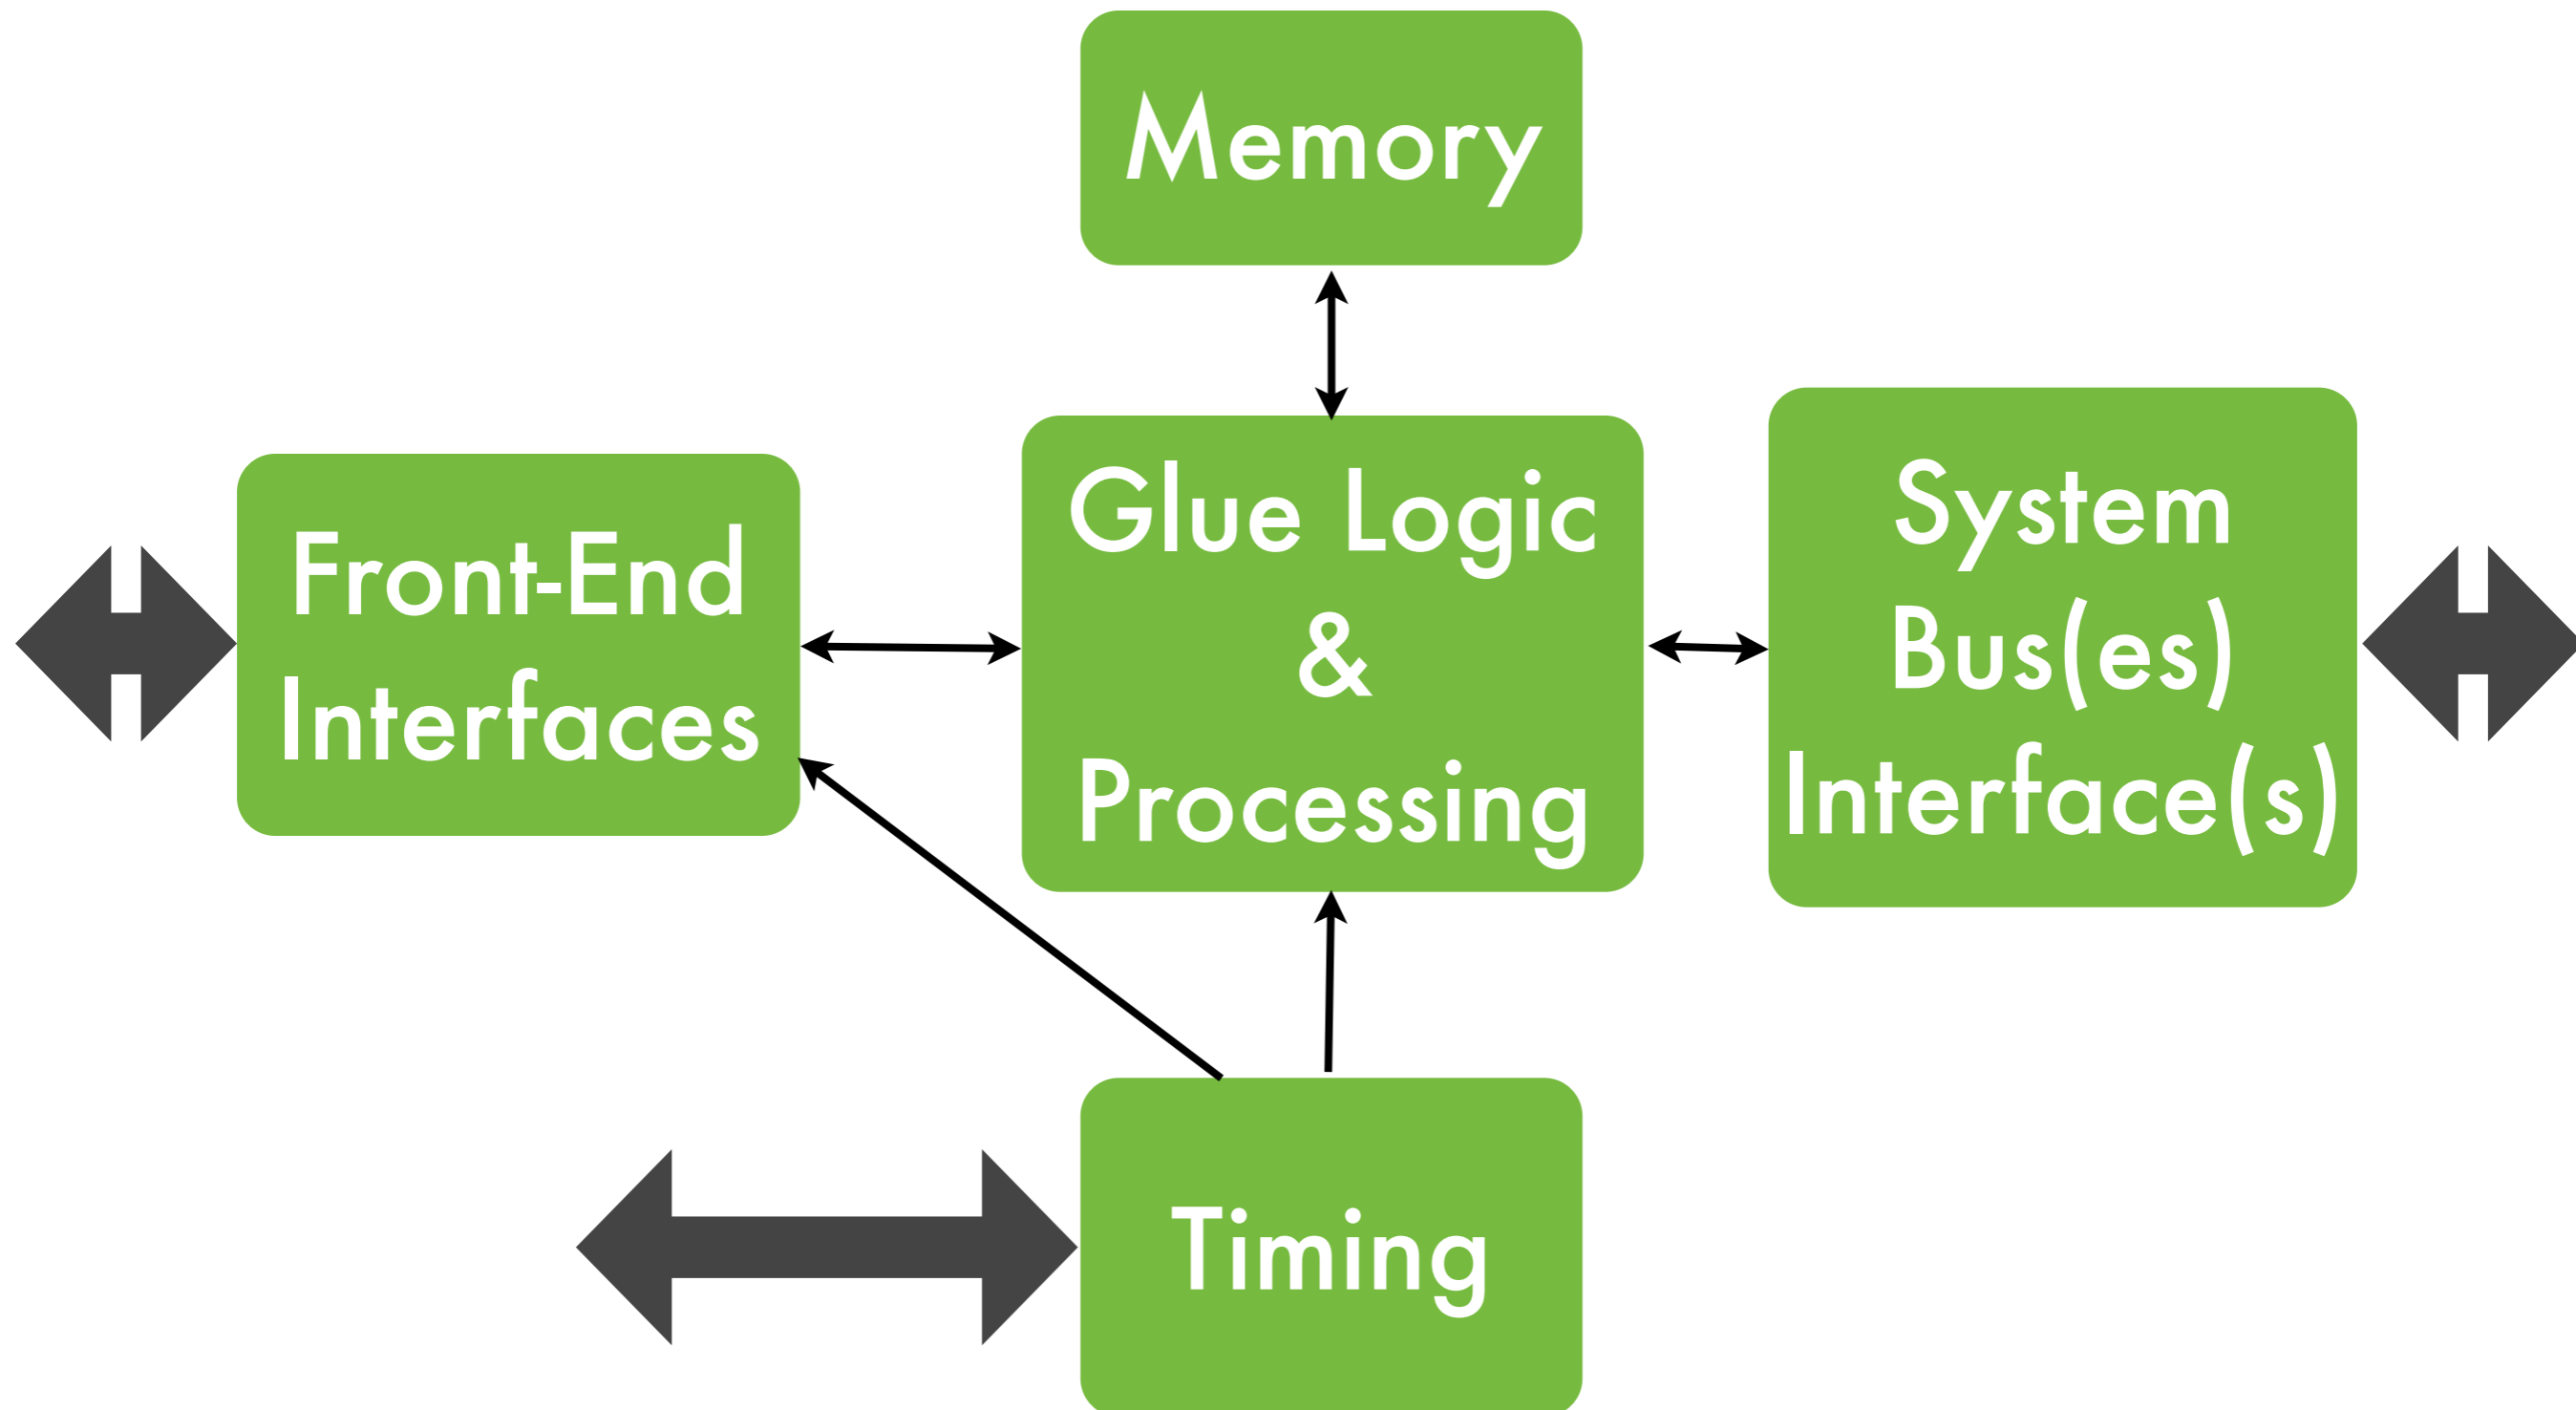 Memory
Front-End
Interfaces
Glue Logic
&
Processing
System
Bus(es)
Interface(s)
Timing